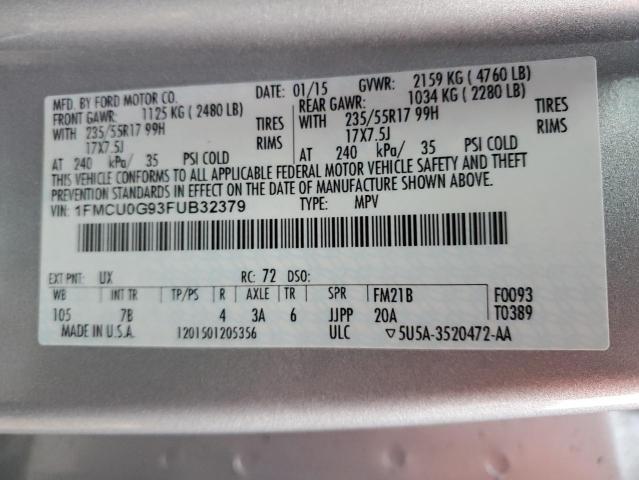 MFD. BY FORD MOTOR CO. DATE: 01/15 GVWR: 2159 KG ( 4760 LB)
FRONT GAWR: 1125 KG ( 2480 LB) REAR GAWR: 1034 KG ( 2280 LB)
WITH 235/55R17 99H TIRES WITH 235/55R17 99H TIRES
17X7.5J RIMS 17X7.5J RIMS
AT 240 kPa/ 35 PSI COLD AT 240 kPa/ 35 PSI COLD
THIS VEHICLE CONFORMS TO ALL APPLICABLE FEDERAL MOTOR VEHICLE SAFETY AND THEFT
PREVENTION STANDARDS IN EFFECT ON THE DATE OF MANUFACTURE SHOWN ABOVE.
VIN: 1FMCU0G93FUB32379 TYPE: MPV
EXT PNT: UX RC: 72 DSO:
WB INT TR TP/PS R AXLE TR SPR FM21B F0093
105 7B 4 3A 6 JJPP 20A T0389
MADE IN U.S.A. 1201501205356 ULC ▽5U5A-3520472-AA